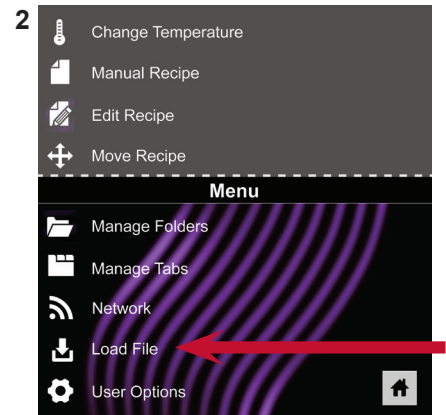 2
Change Temperature
Manual Recipe
Edit Recipe
Move Recipe
Menu
Manage Folders
Manage Tabs
Network
Load File
User Options